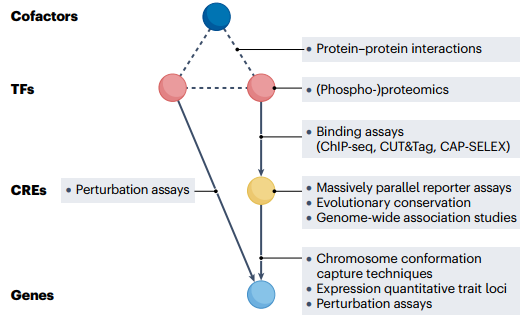 Cofactors
• Protein–protein interactions
TFs
• (Phospho-)proteomics
• Binding assays
(ChIP-seq, CUT&Tag, CAP-SELEX)
CREs
• Perturbation assays
• Massively parallel reporter assays
• Evolutionary conservation
• Genome-wide association studies
• Chromosome conformation
capture techniques
• Expression quantitative trait loci
• Perturbation assays
Genes